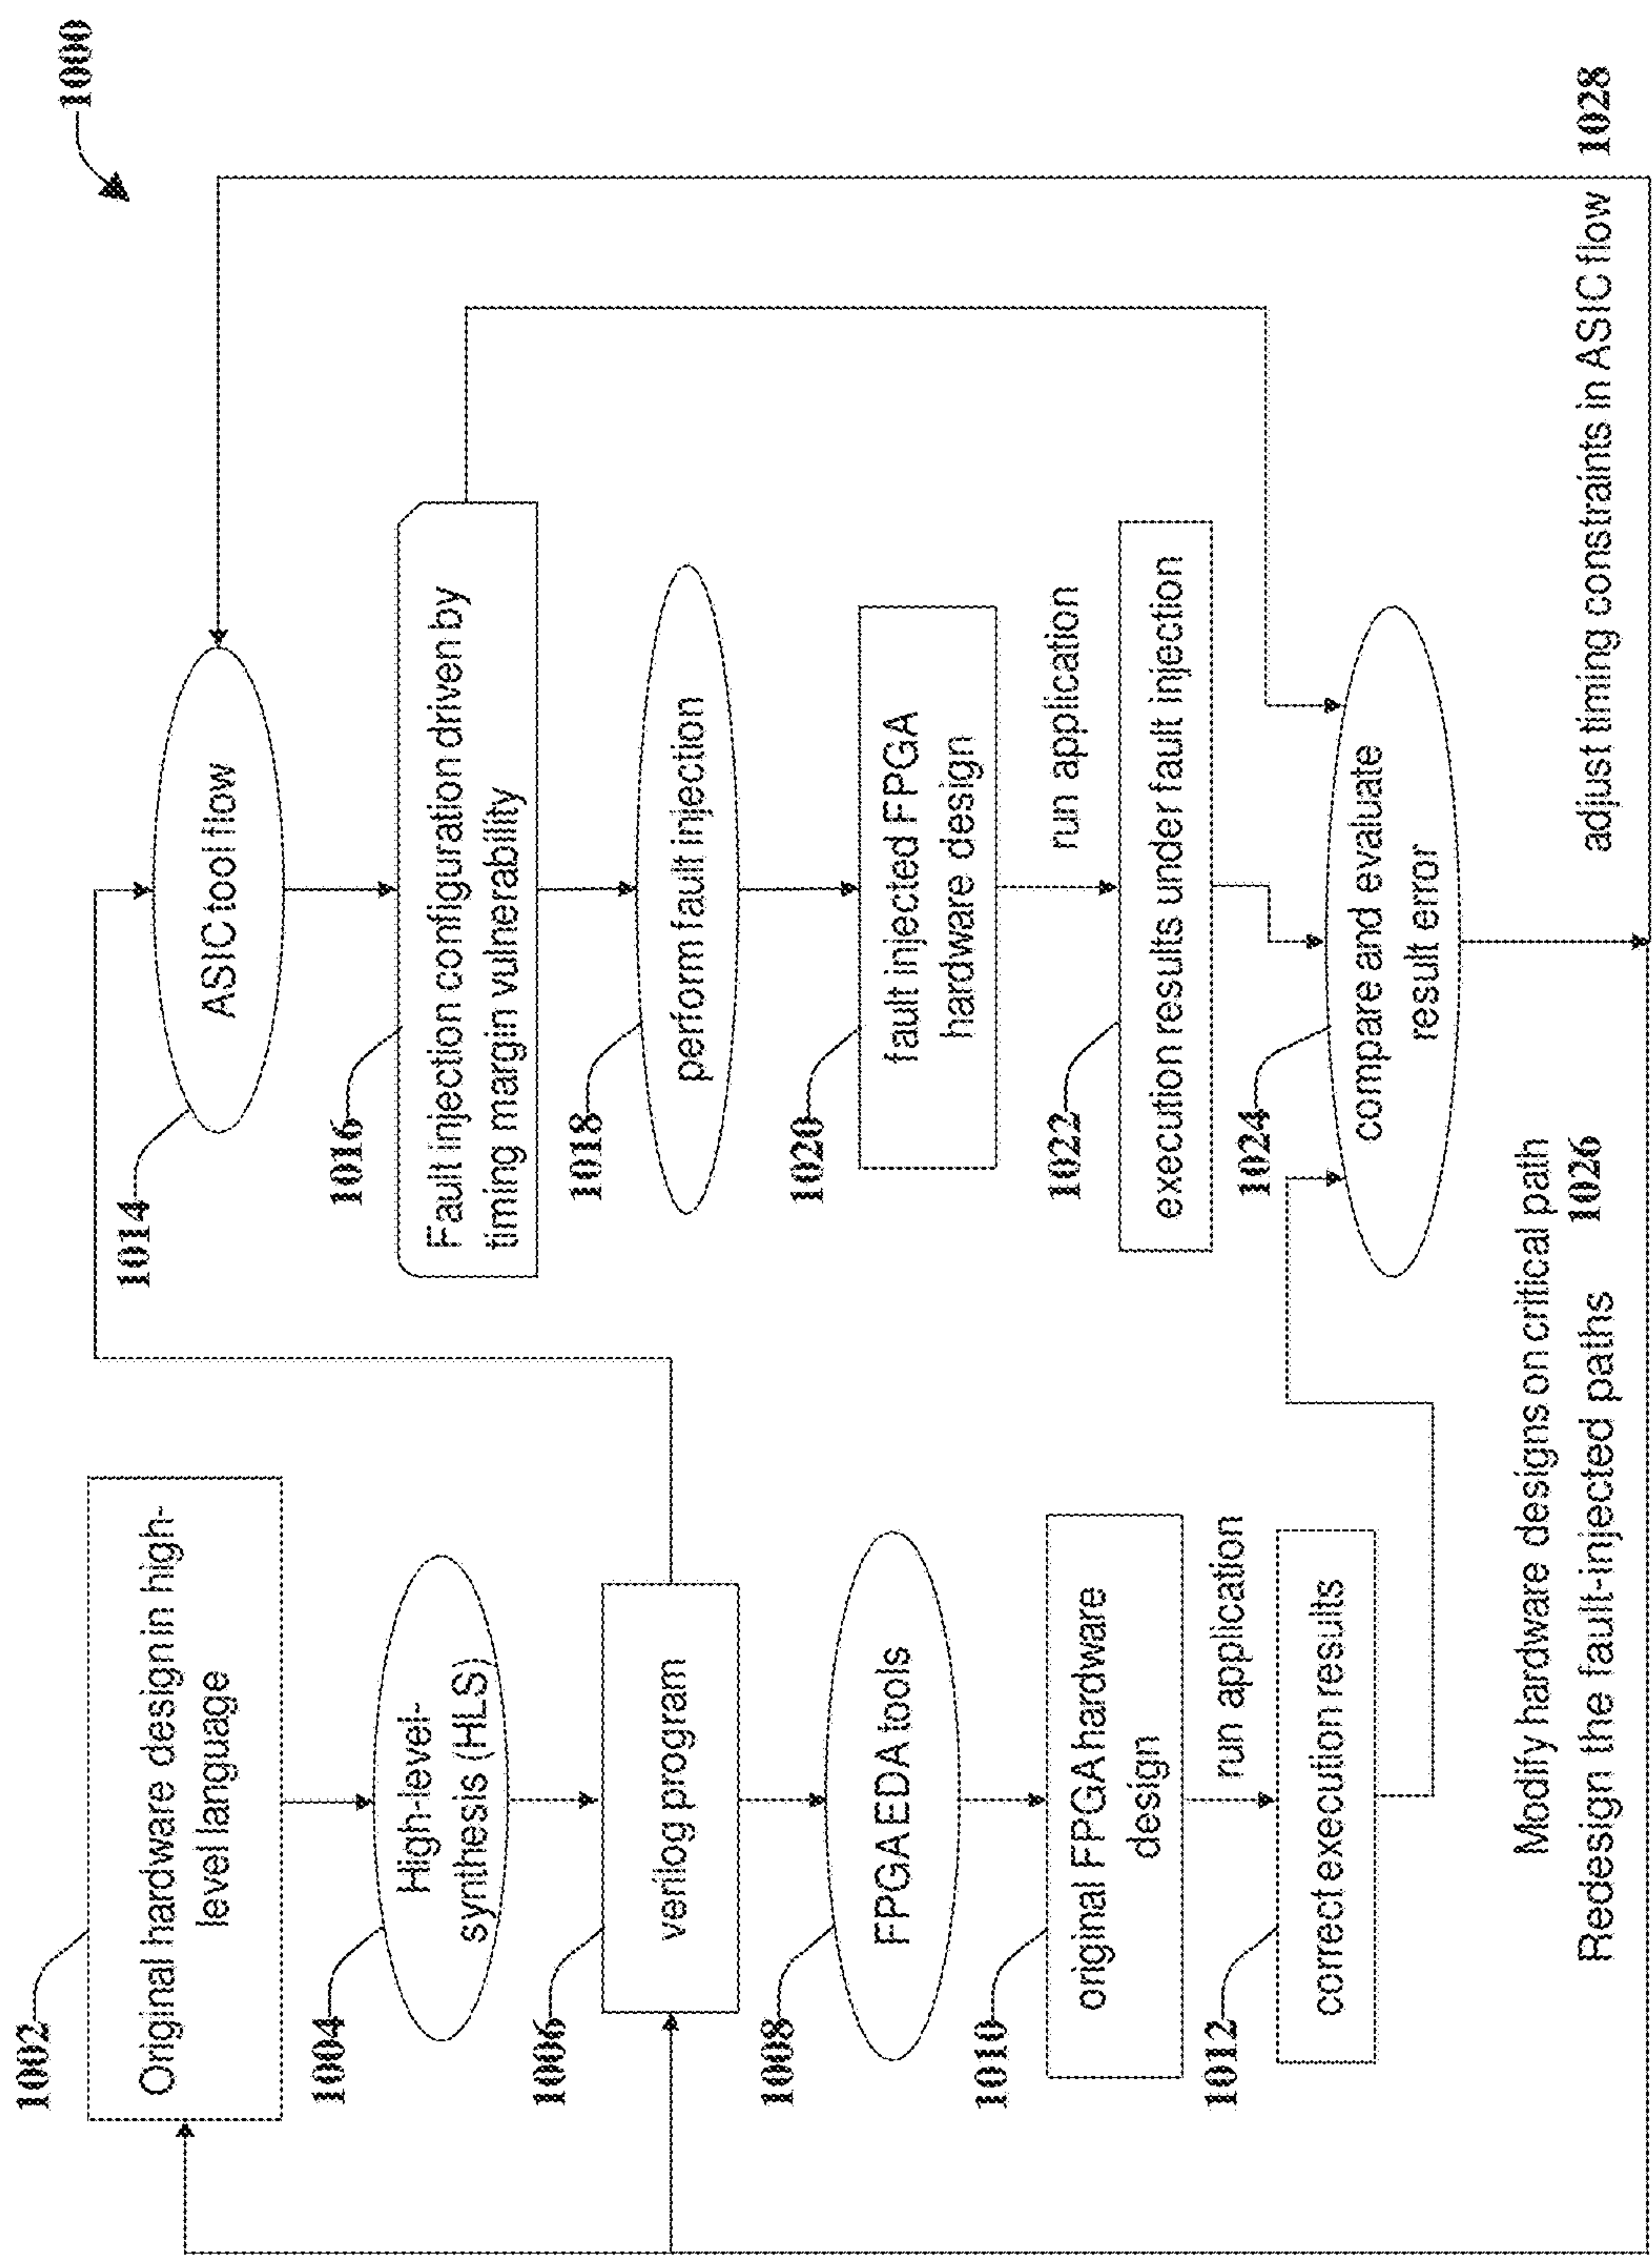 1000
1002
Original hardware design in high-
level language
1004
High-level-
synthesis (HLS)
1006
verilog program
1008
FPGAEDA tools
1010
original FPGA hardware
design
run application
1012
correct execution results
1014
ASIC tool flow
1016
Fault injection configuration driven by
timing margin vulnerability
1018
perform fault injection
1020
fault injected FPGA
hardware design
run application
1022
execution results under fault injection
1024
compare and evaluate
result error
Modify hardware designs on critical path
Redesign the fault-injected paths 1026
adjust timing constraints in ASIC flow 1028